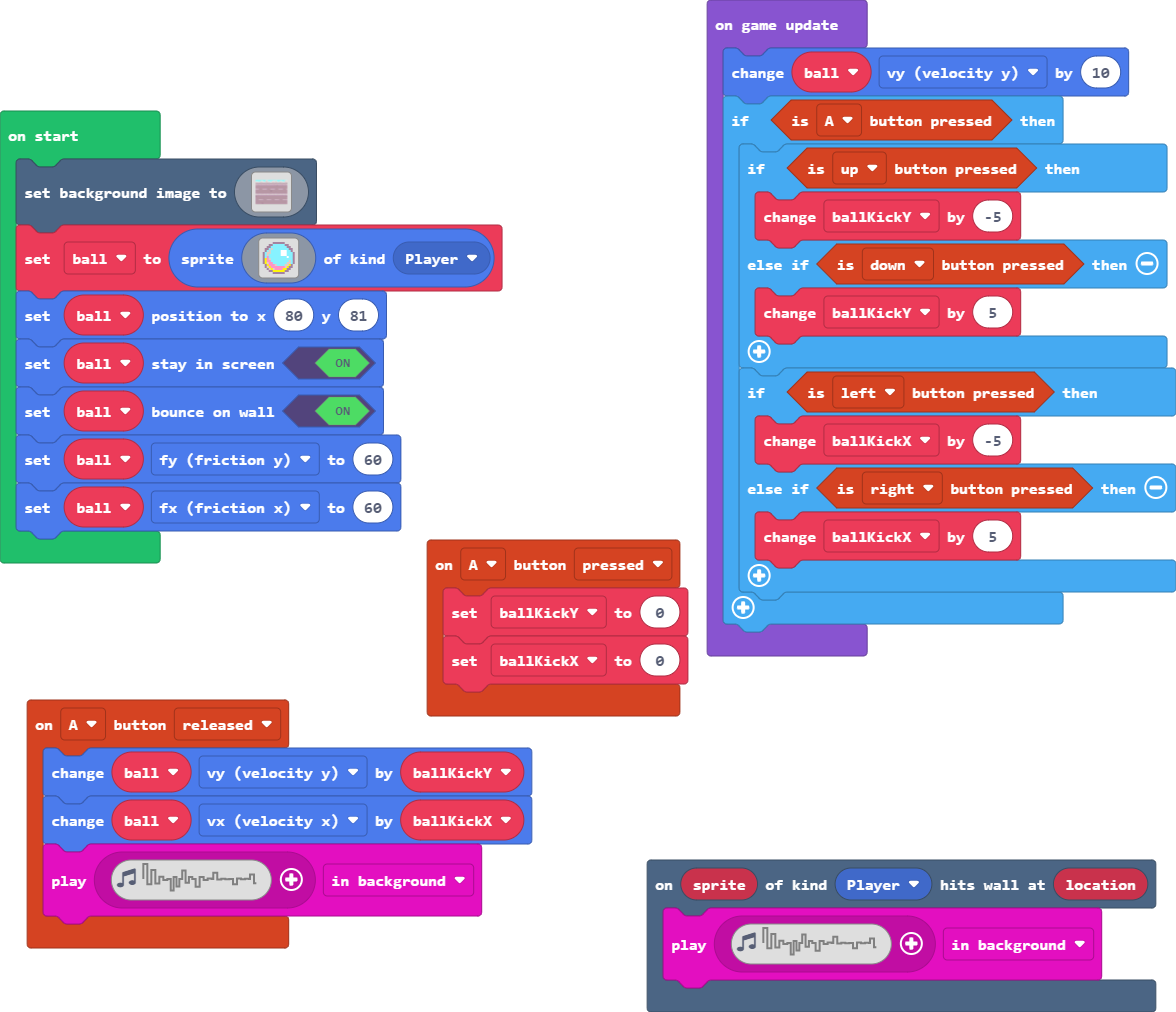 on start
set background image to
set ball to sprite of kind Player
set ball position to x 80 y 81
set ball stay in screen ON
set ball bounce on wall ON
set ball fy (friction y) to 60
set ball fx (friction x) to 60
on game update
change ball vy (velocity y) by 10
if is A button pressed then
if is up button pressed then
change ballKickY by -5
else if is down button pressed then
change ballKickY by 5
if is left button pressed then
change ballKickX by -5
else if is right button pressed then
change ballKickX by 5
on A button pressed
set ballKickY to 0
set ballKickX to 0
on A button released
change ball vy (velocity y) by ballKickY
change ball vx (velocity x) by ballKickX
play in background
on sprite of kind Player hits wall at location
play in background